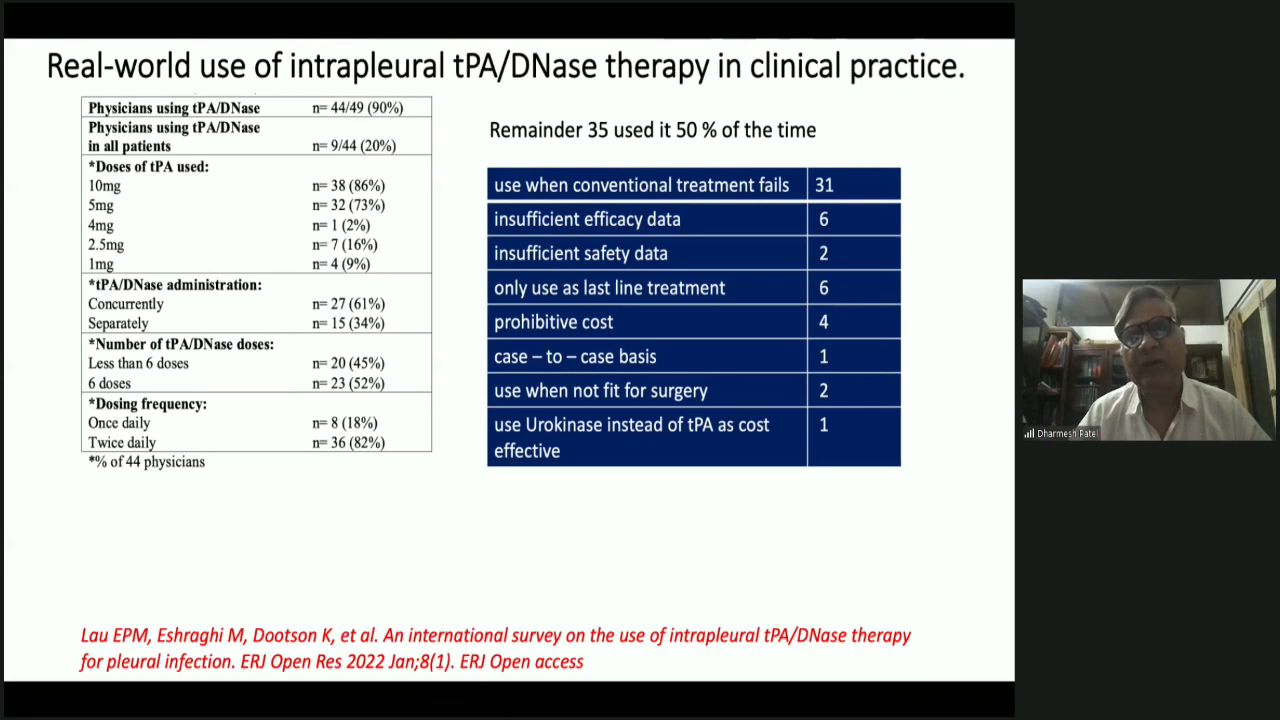 Real-world use of intrapleural tPA/DNase therapy in clinical practice.
Physicians using tPA/DNase n= 44/49 (90%)
Physicians using tPA/DNase
in all patients n= 9/44 (20%)
*Doses of tPA used:
10mg n= 38 (86%)
5mg n= 32 (73%)
4mg n= 1 (2%)
2.5mg n= 7 (16%)
1mg n= 4 (9%)
*tPA/DNase administration:
Concurrently n= 27 (61%)
Separately n= 15 (34%)
*Number of tPA/DNase doses:
Less than 6 doses n= 20 (45%)
6 doses n= 23 (52%)
*Dosing frequency:
Once daily n= 8 (18%)
Twice daily n= 36 (82%)
*% of 44 physicians
Remainder 35 used it 50 % of the time
use when conventional treatment fails 31
insufficient efficacy data 6
insufficient safety data 2
only use as last line treatment 6
prohibitive cost 4
case – to – case basis 1
use when not fit for surgery 2
use Urokinase instead of tPA as cost 1
effective
Lau EPM, Eshraghi M, Dootson K, et al. An international survey on the use of intrapleural tPA/DNase therapy
for pleural infection. ERJ Open Res 2022 Jan;8(1). ERJ Open access
Dharmesh Patel